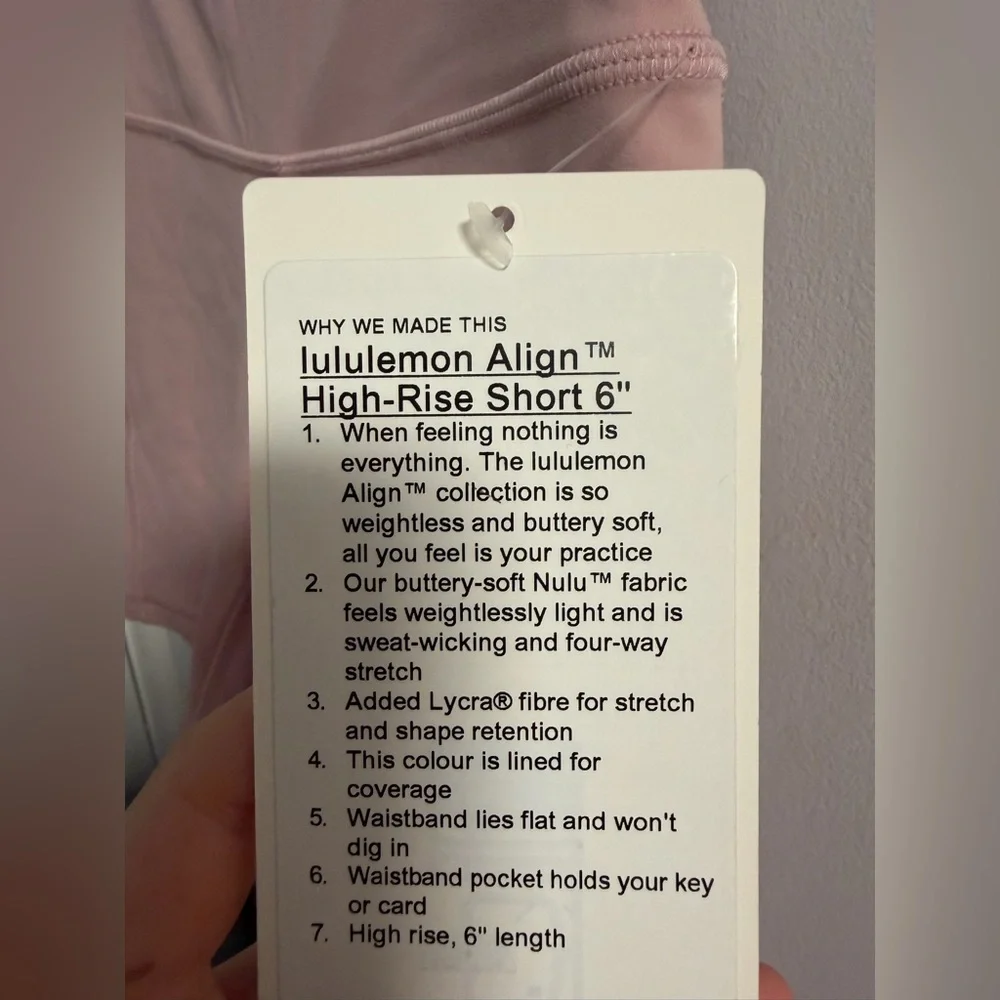 WHY WE MADE THIS
lululemon Align™
High-Rise Short 6"
1. When feeling nothing is
everything. The lululemon
Align™ collection is so
weightless and buttery soft,
all you feel is your practice
2. Our buttery-soft Nulu™ fabric
feels weightlessly light and is
sweat-wicking and four-way
stretch
3. Added Lycra® fibre for stretch
and shape retention
4. This colour is lined for
coverage
5. Waistband lies flat and won't
dig in
6. Waistband pocket holds your key
or card
7. High rise, 6" length